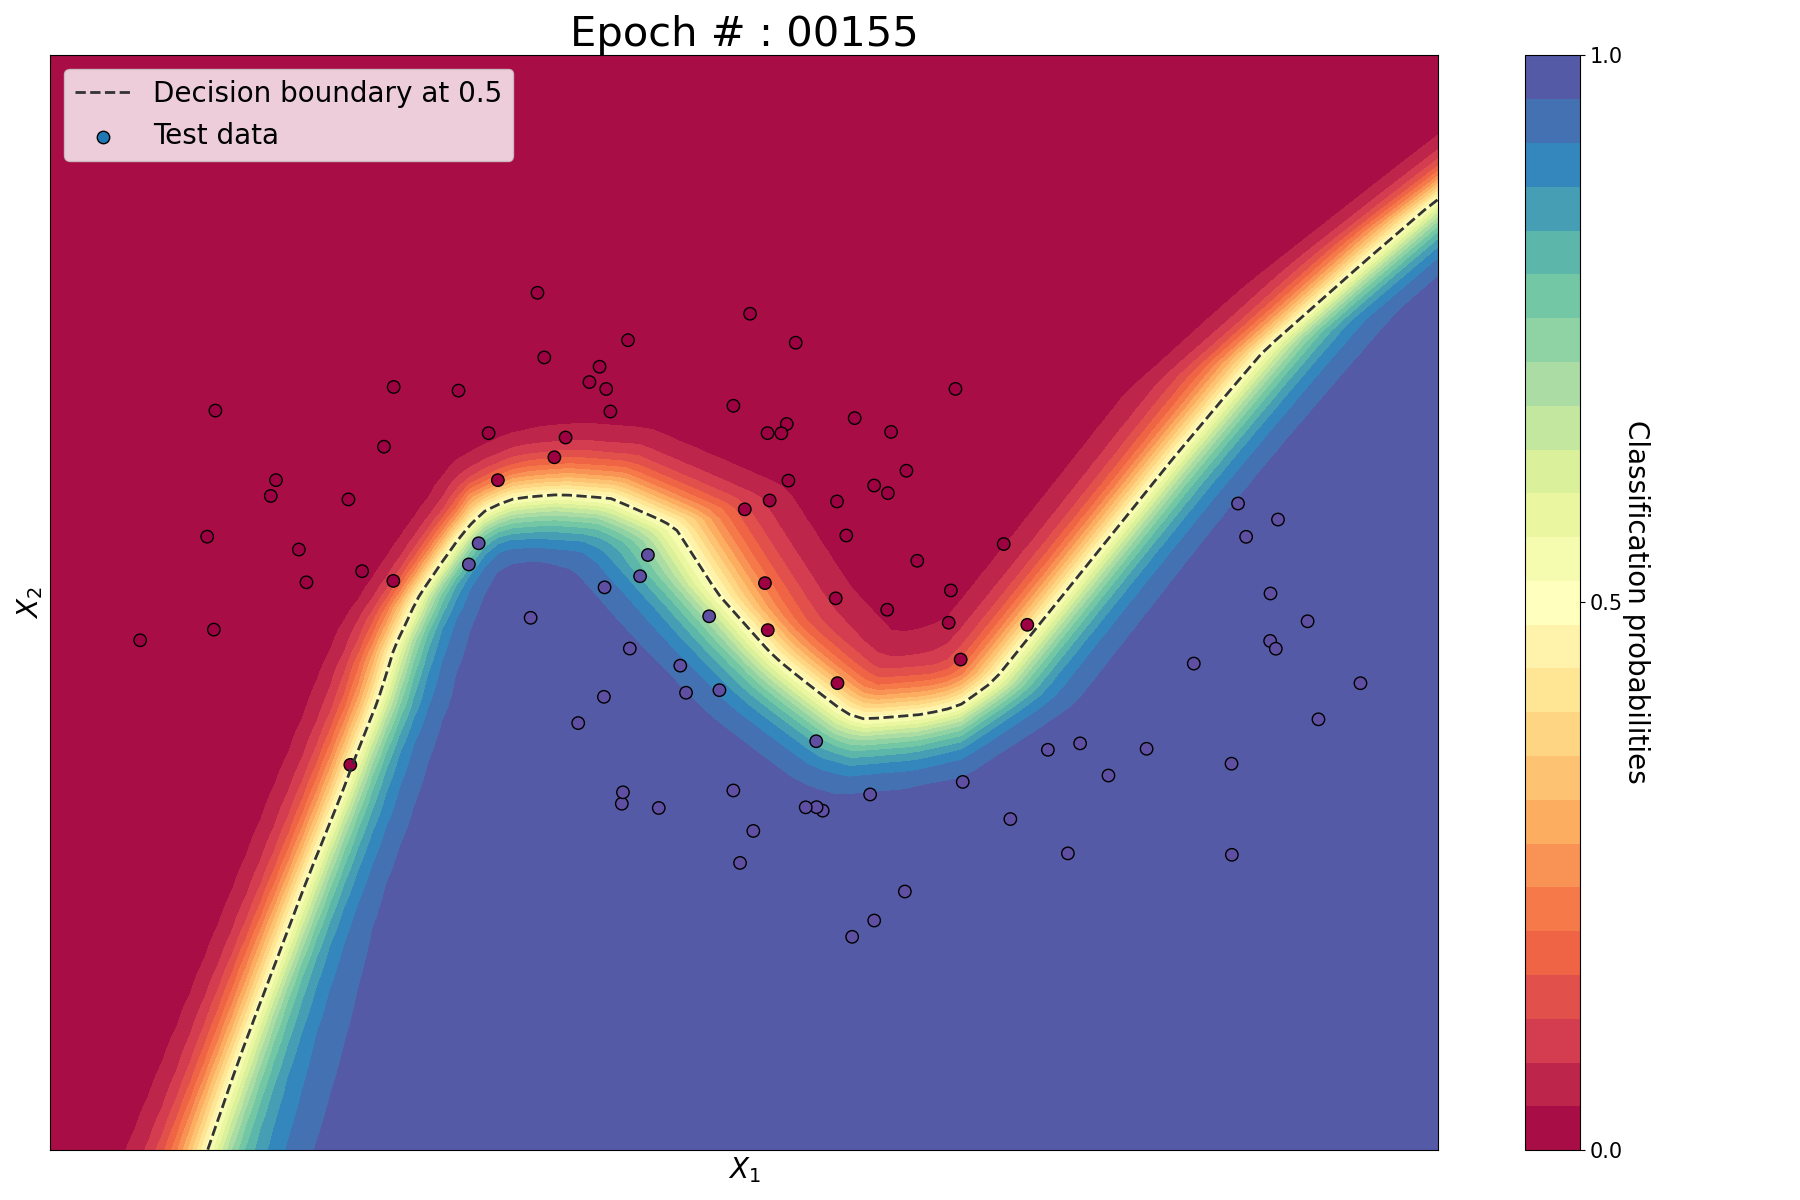 Epoch # : 00155
Decision boundary at 0.5
Test data
X₂
X₁
1.0
0.5
0.0
Classification probabilities